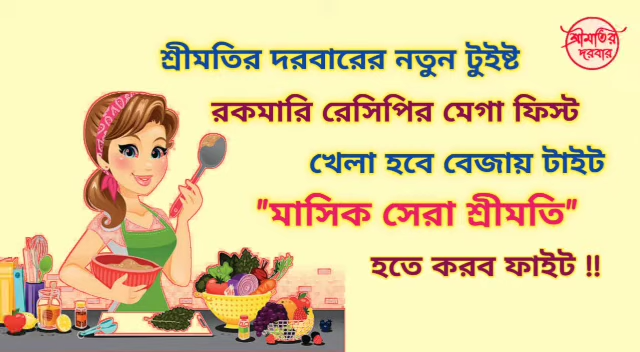 শ্রীমতির দরবার
শ্রীমতির দরবারের নতুন টুইষ্ট
রকমারি রেসিপির মেগা ফিস্ট
খেলা হবে বেজায় টাইট
"মাসিক সেরা শ্রীমতি"
হতে করব ফাইট !!